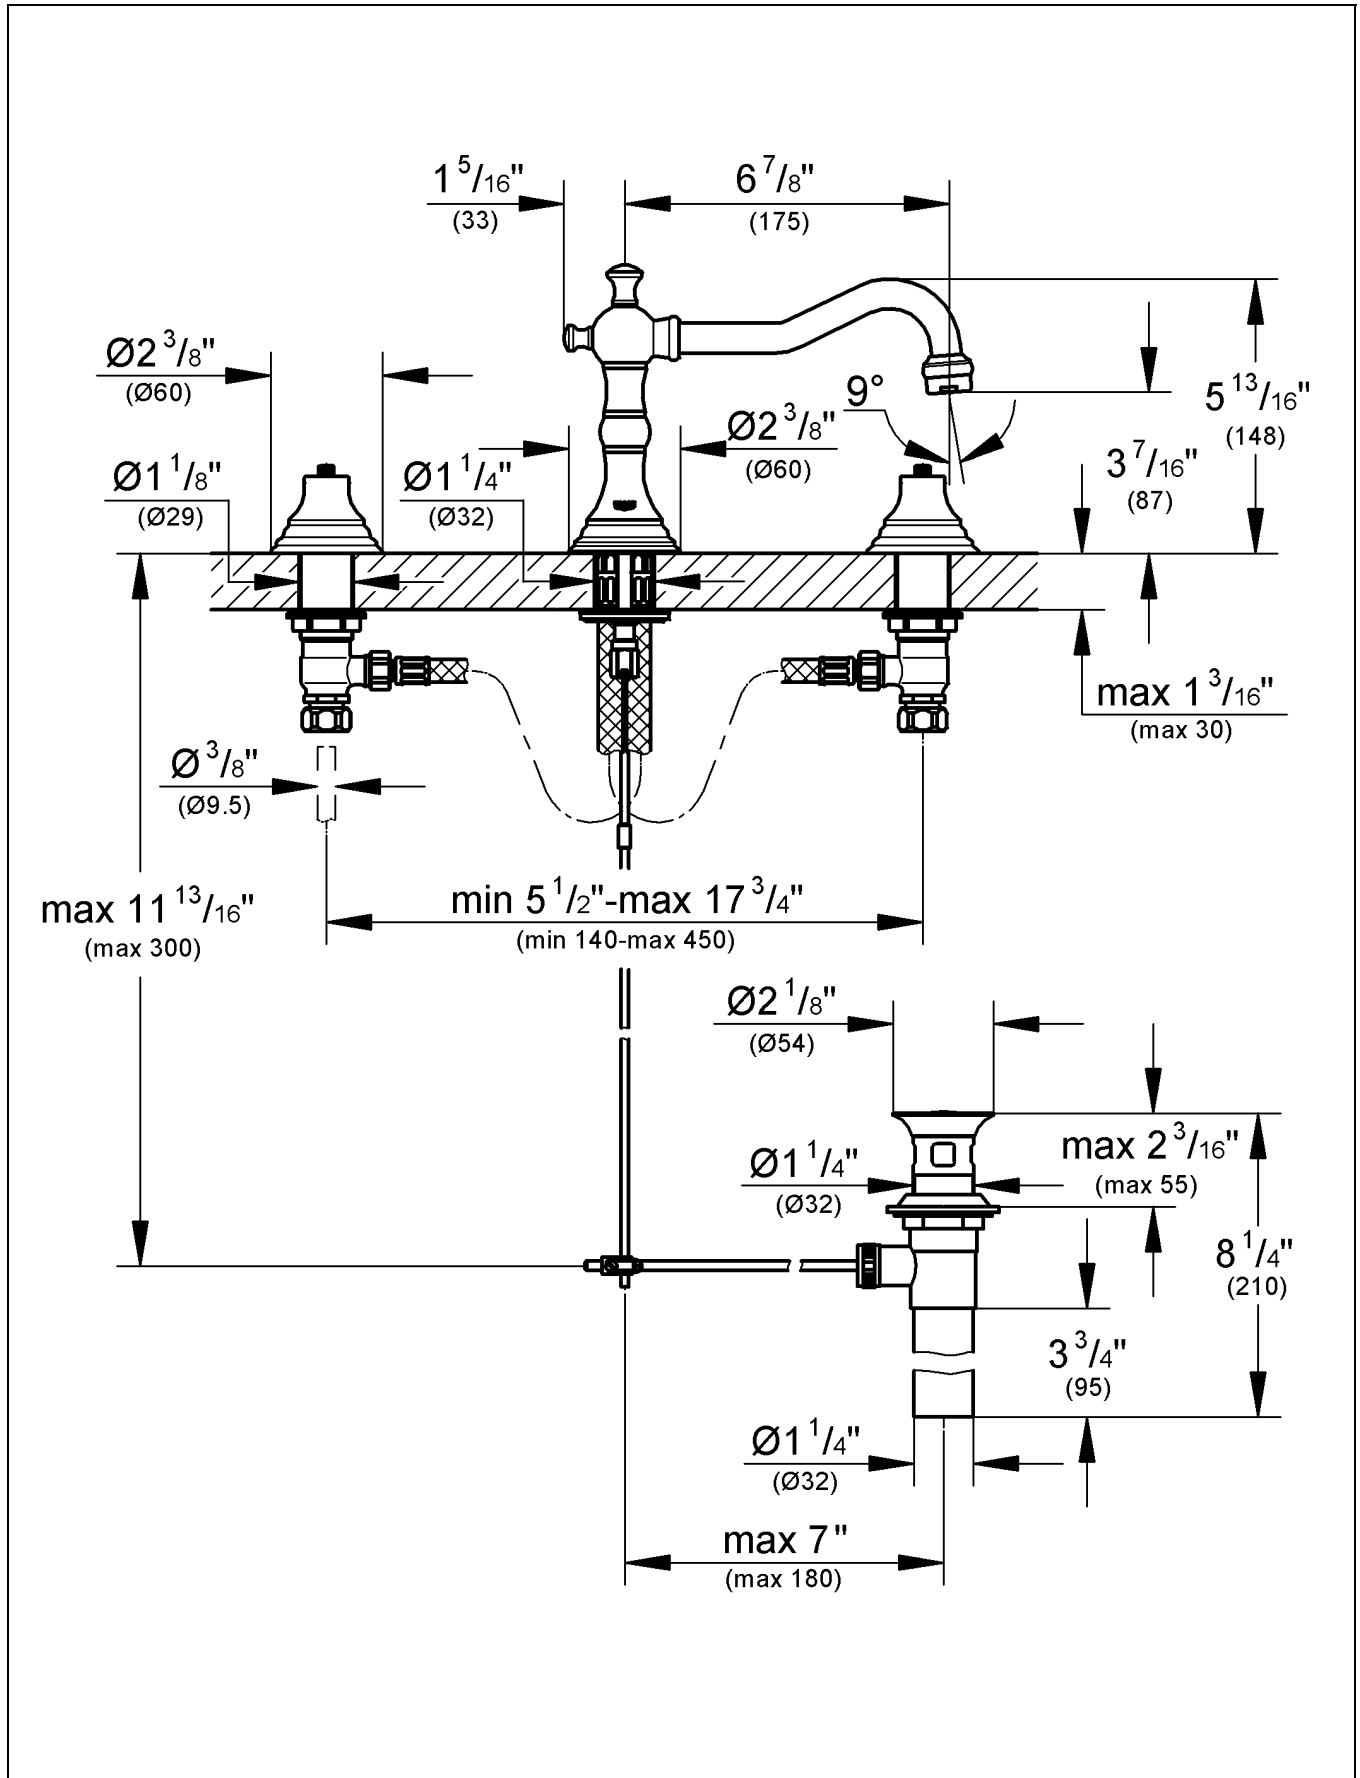 1 5/16"
(33)
6 7/8"
(175)
Ø2 3/8"
(Ø60)
9°
5 13/16"
(148)
Ø2 3/8"
(Ø60)
3 7/16"
(87)
Ø1 1/8"
(Ø29)
Ø1 1/4"
(Ø32)
max 1 3/16"
(max 30)
Ø 3/8"
(Ø9.5)
max 11 13/16"
(max 300)
min 5 1/2"-max 17 3/4"
(min 140-max 450)
Ø2 1/8"
(Ø54)
max 2 3/16"
(max 55)
Ø1 1/4"
(Ø32)
8 1/4"
(210)
3 3/4"
(95)
Ø1 1/4"
(Ø32)
max 7"
(max 180)